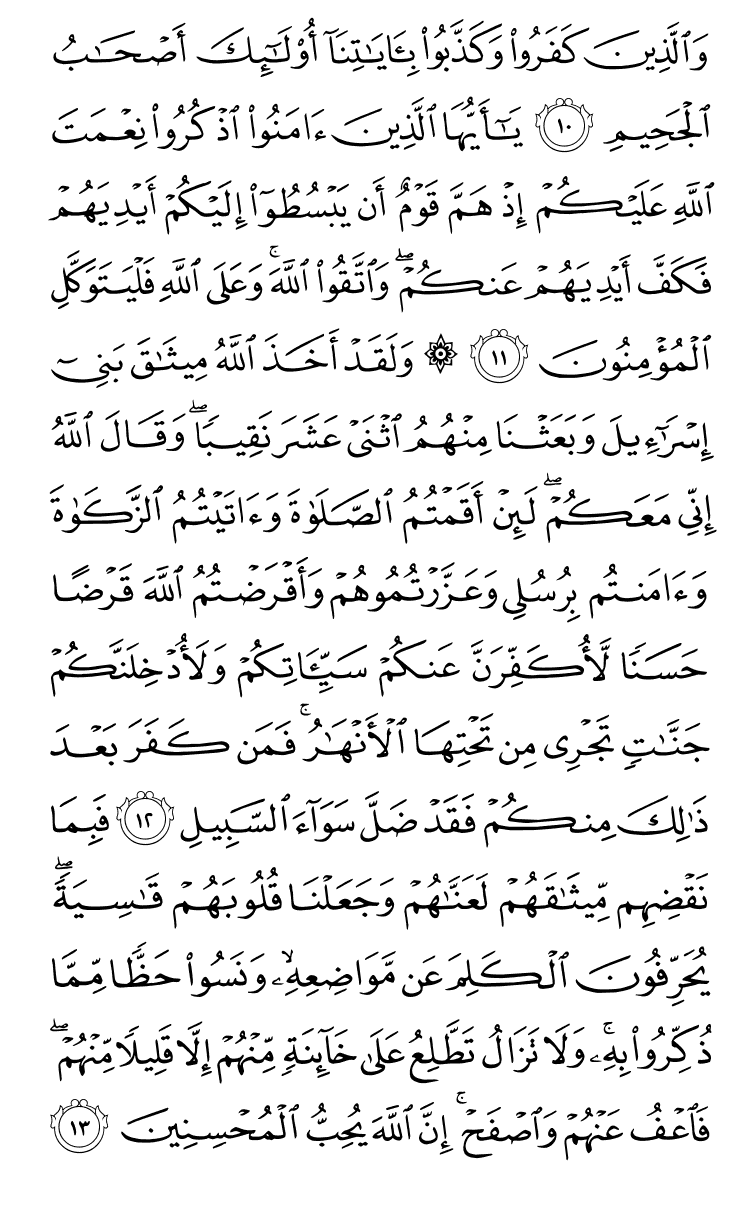 وَٱلَّذِينَ كَفَرُوا۟ وَكَذَّبُوا۟ بِـَٔايَـٰتِنَآ أُو۟لَـٰٓئِكَ أَصْحَـٰبُ
ٱلْجَحِيمِ ١٠ يَـٰٓأَيُّهَا ٱلَّذِينَ ءَامَنُوا۟ ٱذْكُرُوا۟ نِعْمَتَ
ٱللَّهِ عَلَيْكُمْ إِذْ هَمَّ قَوْمٌ أَن يَبْسُطُوٓا۟ إِلَيْكُمْ أَيْدِيَهُمْ
فَكَفَّ أَيْدِيَهُمْ عَنكُمْ ۖ وَٱتَّقُوا۟ ٱللَّهَ ۚ وَعَلَى ٱللَّهِ فَلْيَتَوَكَّلِ
ٱلْمُؤْمِنُونَ ١١ ۞ وَلَقَدْ أَخَذَ ٱللَّهُ مِيثَـٰقَ بَنِىٓ
إِسْرَٰٓءِيلَ وَبَعَثْنَا مِنْهُمُ ٱثْنَىْ عَشَرَ نَقِيبًا ۖ وَقَالَ ٱللَّهُ
إِنِّى مَعَكُمْ ۖ لَئِنْ أَقَمْتُمُ ٱلصَّلَوٰةَ وَءَاتَيْتُمُ ٱلزَّكَوٰةَ
وَءَامَنتُم بِرُسُلِى وَعَزَّرْتُمُوهُمْ وَأَقْرَضْتُمُ ٱللَّهَ قَرْضًا
حَسَنًا لَّأُكَفِّرَنَّ عَنكُمْ سَيِّـَٔاتِكُمْ وَلَأُدْخِلَنَّكُمْ
جَنَّـٰتٍ تَجْرِى مِن تَحْتِهَا ٱلْأَنْهَـٰرُ ۚ فَمَن كَفَرَ بَعْدَ
ذَٰلِكَ مِنكُمْ فَقَدْ ضَلَّ سَوَآءَ ٱلسَّبِيلِ ١٢ فَبِمَا
نَقْضِهِم مِّيثَـٰقَهُمْ لَعَنَّـٰهُمْ وَجَعَلْنَا قُلُوبَهُمْ قَـٰسِيَةً ۖ
يُحَرِّفُونَ ٱلْكَلِمَ عَن مَّوَاضِعِهِۦ ۙ وَنَسُوا۟ حَظًّا مِّمَّا
ذُكِّرُوا۟ بِهِۦ ۚ وَلَا تَزَالُ تَطَّلِعُ عَلَىٰ خَآئِنَةٍ مِّنْهُمْ إِلَّا قَلِيلًا مِّنْهُمْ ۖ
فَٱعْفُ عَنْهُمْ وَٱصْفَحْ ۚ إِنَّ ٱللَّهَ يُحِبُّ ٱلْمُحْسِنِينَ ١٣